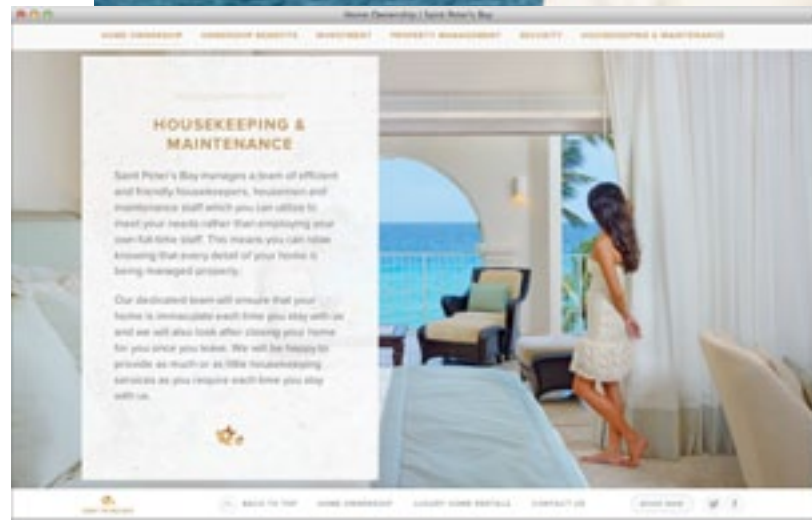 Home Ownership | Saint Peter's Bay
HOME OWNERSHIP OWNERSHIP BENEFITS INVESTMENT PROPERTY MANAGEMENT SECURITY HOUSEKEEPING & MAINTENANCE
HOUSEKEEPING &
MAINTENANCE
Saint Peter's Bay manages a team of efficient
and friendly housekeepers, housemen and
maintenance staff which you can utilize to
meet your needs rather than employing your
own full-time staff. This means you can relax
knowing that every detail of your home is
being managed properly.
Our dedicated team will ensure that your
home is immaculate each time you stay with us
and we will also look after closing your home
for you once you leave. We will be happy to
provide as much or as little housekeeping
services as you require each time you stay
with us.
SAINT PETER'S BAY BACK TO TOP HOME OWNERSHIP LUXURY HOME RENTALS CONTACT US BOOK NOW